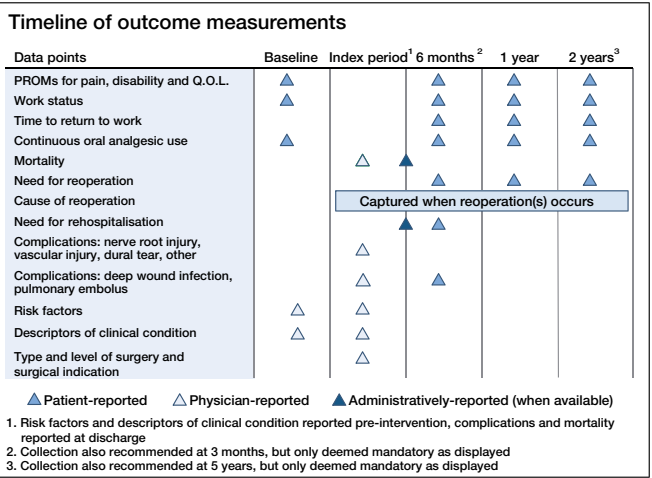 Timeline of outcome measurements
Data points Baseline Index period1 6 months 2 1 year 2 years3
PROMs for pain, disability and Q.O.L.
Work status
Time to return to work
Continuous oral analgesic use
Mortality
Need for reoperation
Cause of reoperation Captured when reoperation(s) occurs
Need for rehospitalisation
Complications: nerve root injury,
vascular injury, dural tear, other
Complications: deep wound infection,
pulmonary embolus
Risk factors
Descriptors of clinical condition
Type and level of surgery and
surgical indication
Patient-reported Physician-reported Administratively-reported (when available)
1. Risk factors and descriptors of clinical condition reported pre-intervention, complications and mortality
reported at discharge
2. Collection also recommended at 3 months, but only deemed mandatory as displayed
3. Collection also recommended at 5 years, but only deemed mandatory as displayed